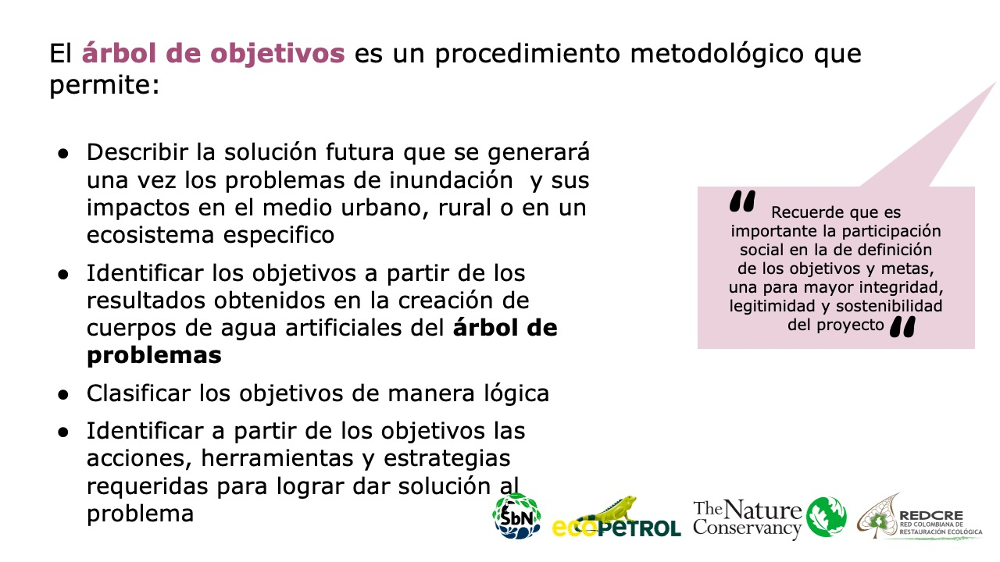 El árbol de objetivos es un procedimiento metodológico que
permite:
● Describir la solución futura que se generará
una vez los problemas de inundación  y sus
impactos en el medio urbano, rural o en un
ecosistema especifico
● Identificar los objetivos a partir de los
resultados obtenidos en la creación de
cuerpos de agua artificiales del árbol de
problemas
● Clasificar los objetivos de manera lógica
● Identificar a partir de los objetivos las
acciones, herramientas y estrategias
requeridas para lograr dar solución al
problema
“ Recuerde que es
importante la participación
social en la de definición
de los objetivos y metas,
una para mayor integridad,
legitimidad y sostenibilidad
del proyecto “
SbN
ecoPETROL
The Nature
Conservancy
REDCRE
RED COLOMBIANA DE
RESTAURACIÓN ECOLÓGICA